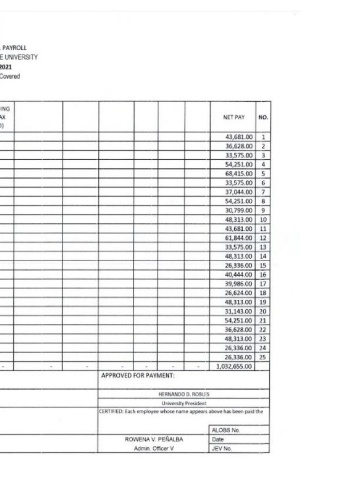 PAYROLL
E UNIVERSITY
2021
Covered
ING
AX
NET PAY NO.
43,681.00 1
36,628.00 2
33,575.00 3
54,251.00 4
68,415.00 5
33,575.00 6
37,044.00 7
54,251.00 8
30,799.00 9
48,313.00 10
43,681.00 11
61,844.00 12
33,575.00 13
48,313.00 14
26,336.00 15
40,444.00 16
39,986.00 17
26,624.00 18
48,313.00 19
31,143.00 20
54,251.00 21
36,628.00 22
48,313.00 23
26,336.00 24
26,336.00 25
- - - - - - - 1,032,655.00
APPROVED FOR PAYMENT:
HERNANDO D. ROBLES
University President
CERTIFIED: Each employee whose name appears above has been paid the
ALOBS No.
ROWENA V. PEÑALBA Date
Admin. Officer V JEV No.